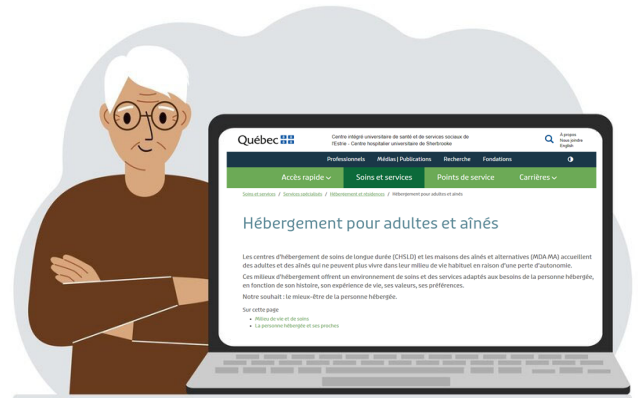 Québec
Centre intégré universitaire de santé et de services sociaux de
l'Estrie - Centre hospitalier universitaire de Sherbrooke
À propos
Nous joindre
English
Professionnels Médias | Publications Recherche Fondations
Accès rapide Soins et services Points de service Carrières
Soins et services / Services spécialisés / Hébergement et résidences / Hébergement pour adultes et aînés
Hébergement pour adultes et aînés
Les centres d'hébergement de soins de longue durée (CHSLD) et les maisons des aînés et alternatives (MDA.MA) accueillent
des adultes et des aînés qui ne peuvent plus vivre dans leur milieu de vie habituel en raison d'une perte d'autonomie.
Ces milieux d'hébergement offrent un environnement de soins et des services adaptés aux besoins de la personne hébergée,
en fonction de son histoire, son expérience de vie, ses valeurs, ses préférences.
Notre souhait : le mieux-être de la personne hébergée.
Sur cette page
Milieu de vie et de soins
La personne hébergée et ses proches